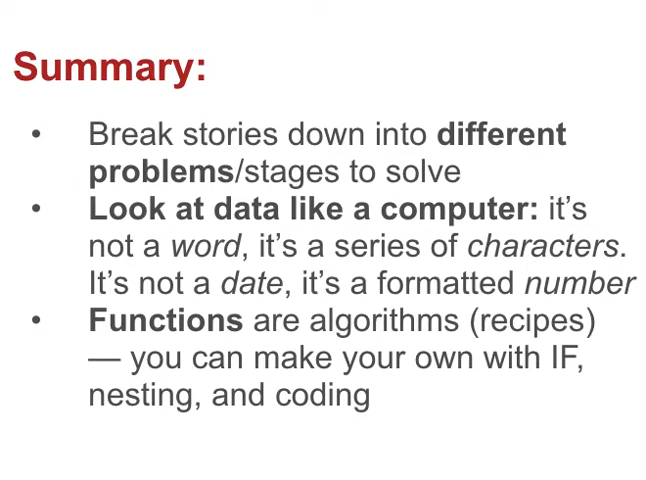 Summary:
• Break stories down into different
problems/stages to solve
• Look at data like a computer: it’s
not a word, it’s a series of characters.
It’s not a date, it’s a formatted number
• Functions are algorithms (recipes)
— you can make your own with IF,
nesting, and coding